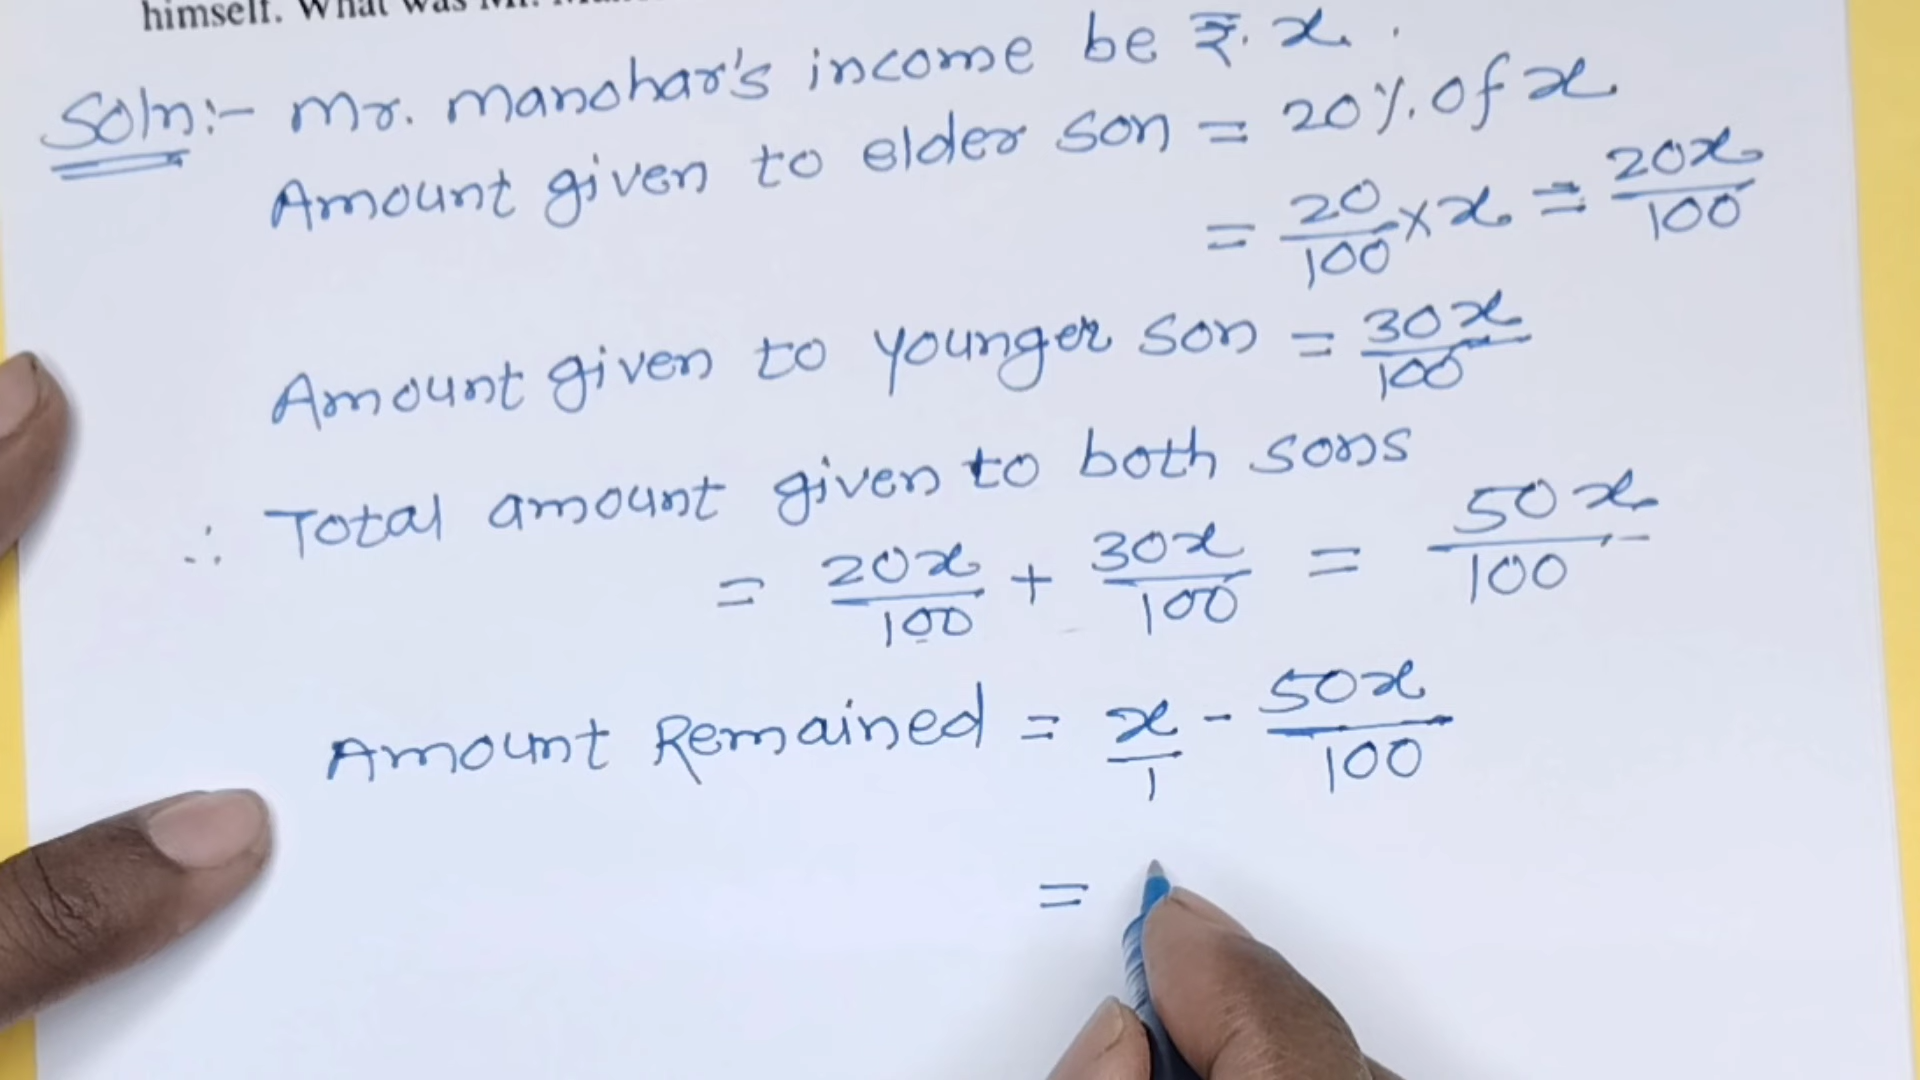 himself. What was Mr.
Soln:- Mr. Manohar's income be ₹. x.
Amount given to elder son = 20%. of x
= 20/100 × x = 20x/100
Amount given to younger son = 30x/100
∴ Total amount given to both sons
= 20x/100 + 30x/100 = 50x/100
Amount Remained = x/1 - 50x/100
=